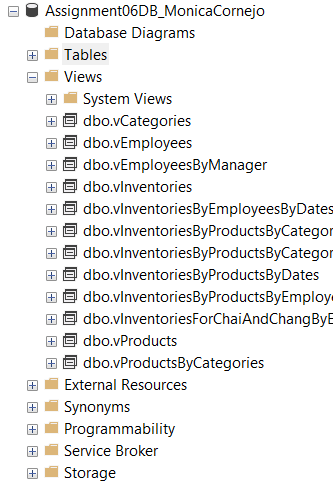 Assignment06DB_MonicaCornejo
Database Diagrams
Tables
Views
System Views
dbo.vCategories
dbo.vEmployees
dbo.vEmployeesByManager
dbo.vInventories
dbo.vInventoriesByEmployeesByDates
dbo.vInventoriesByProductsByCategor
dbo.vInventoriesByProductsByCategor
dbo.vInventoriesByProductsByDates
dbo.vInventoriesByProductsByEmploye
dbo.vInventoriesForChaiAndChangByE
dbo.vProducts
dbo.vProductsByCategories
External Resources
Synonyms
Programmability
Service Broker
Storage